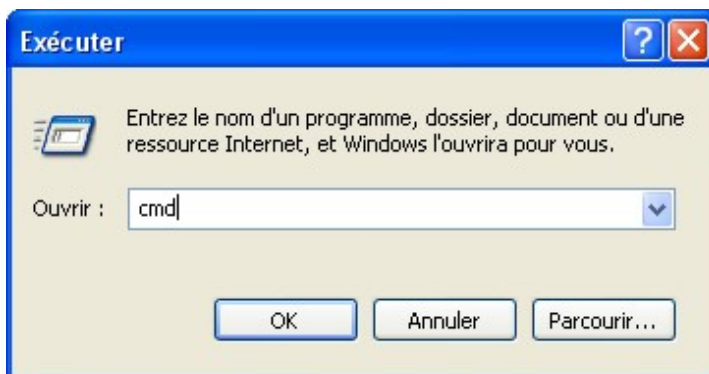 Exécuter
Entrez le nom d'un programme, dossier, document ou d'une
ressource Internet, et Windows l'ouvrira pour vous.
Ouvrir : cmd
OK Annuler Parcourir...